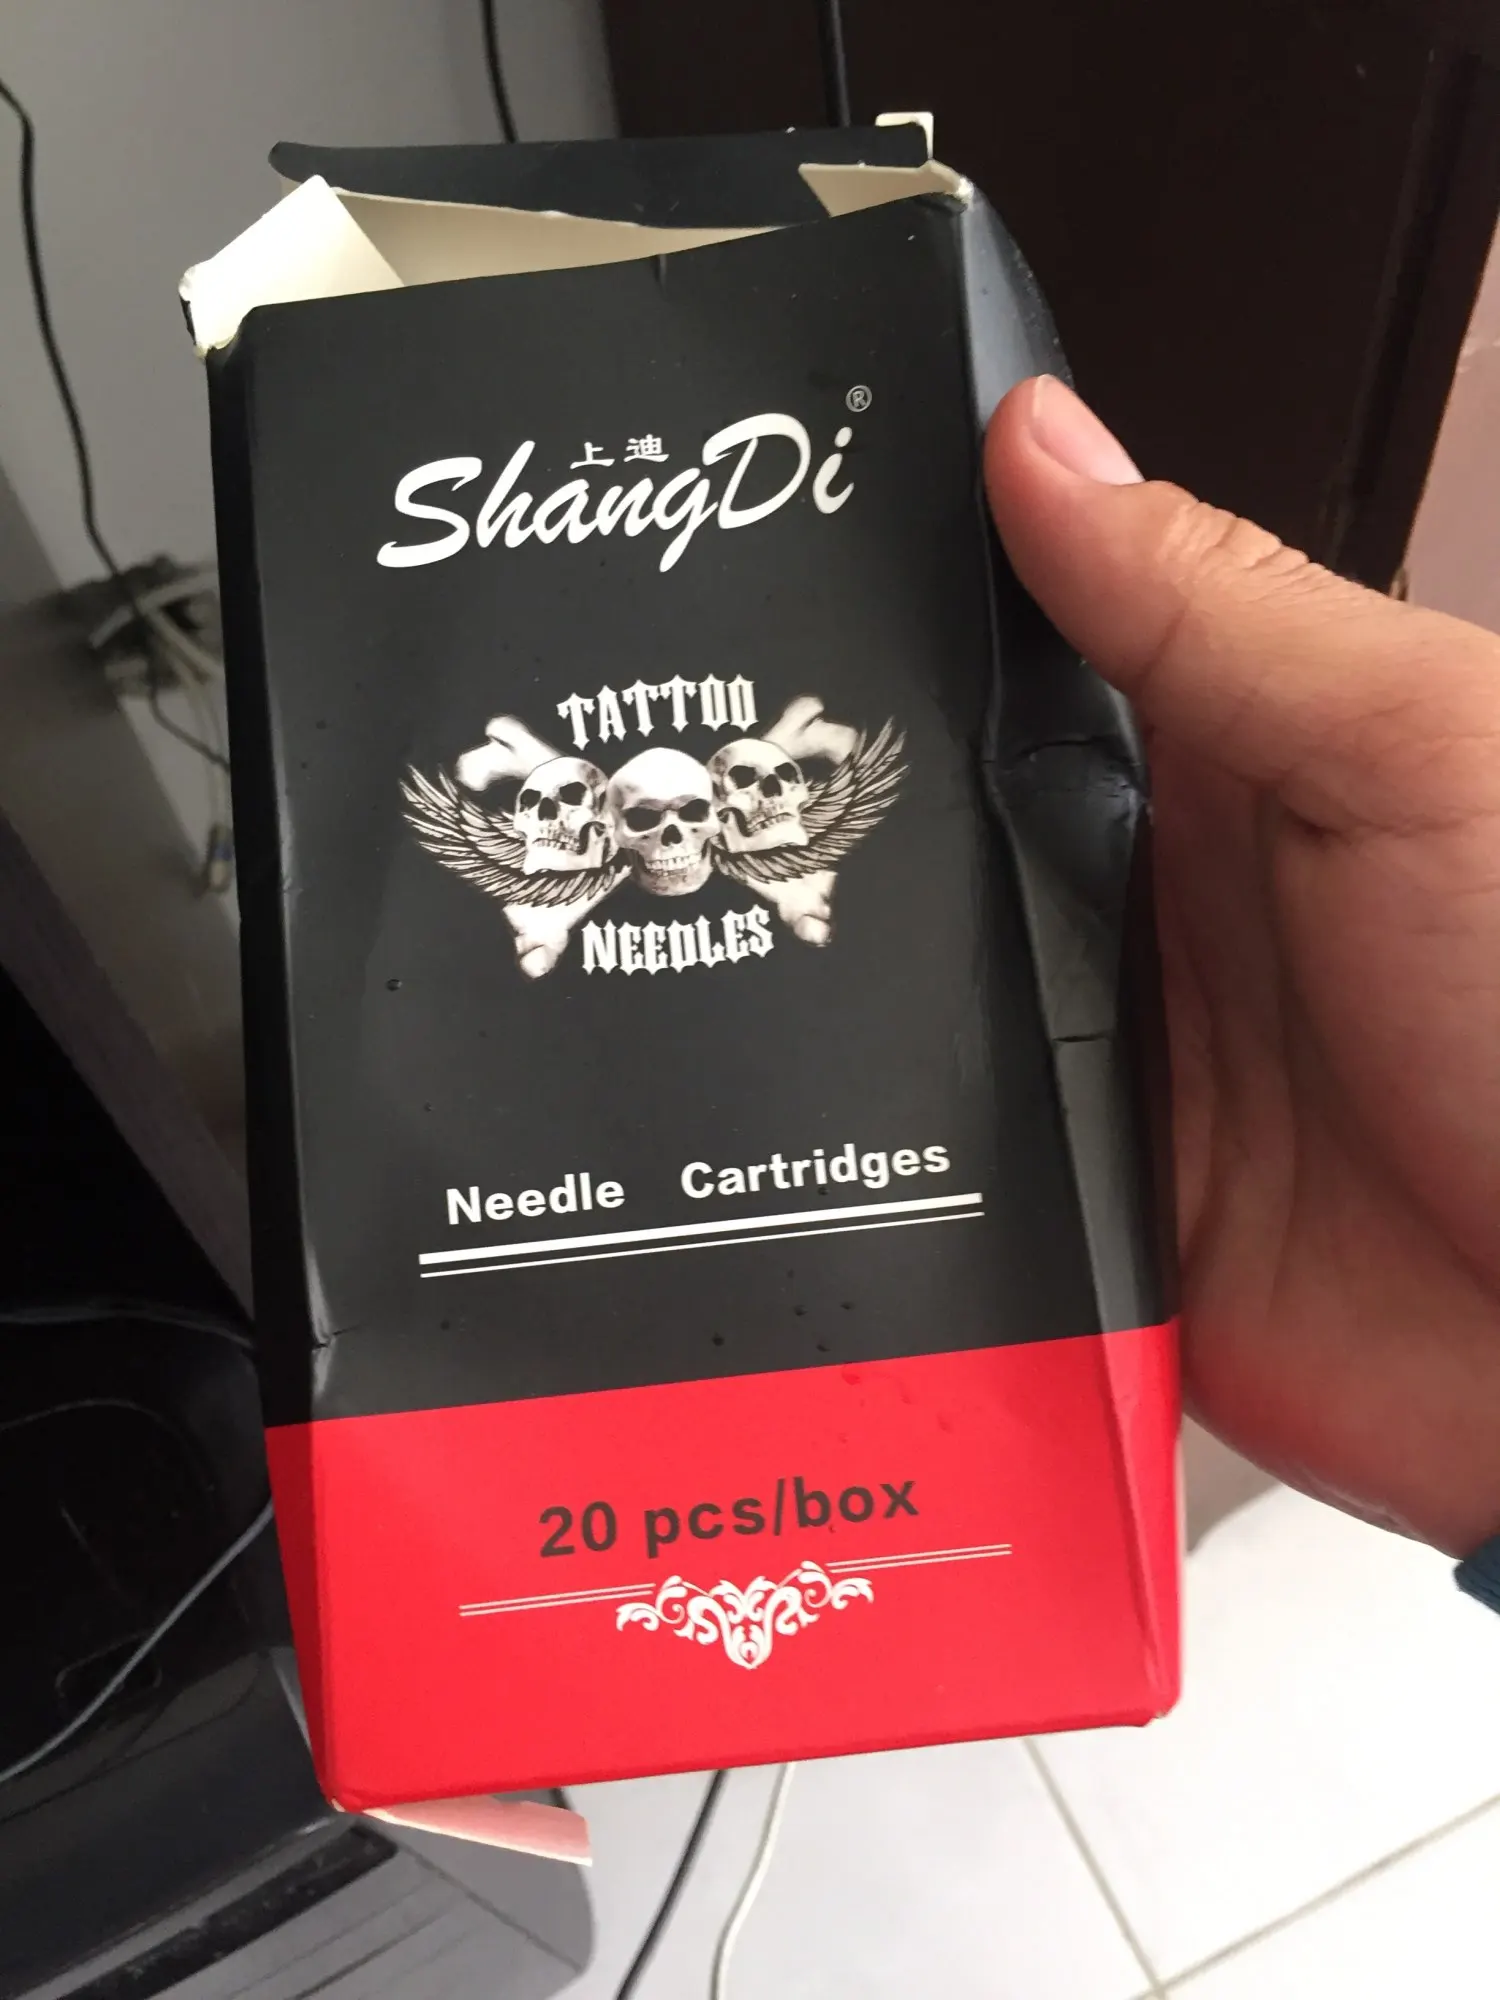 上迪
ShangDi®
TATTOO
NEEDLES
Needle Cartridges
20 pcs/box